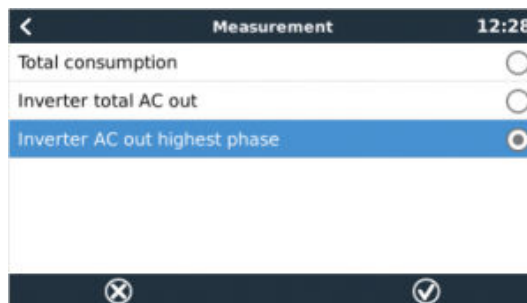 Measurement 12:28
Total consumption
Inverter total AC out
Inverter AC out highest phase